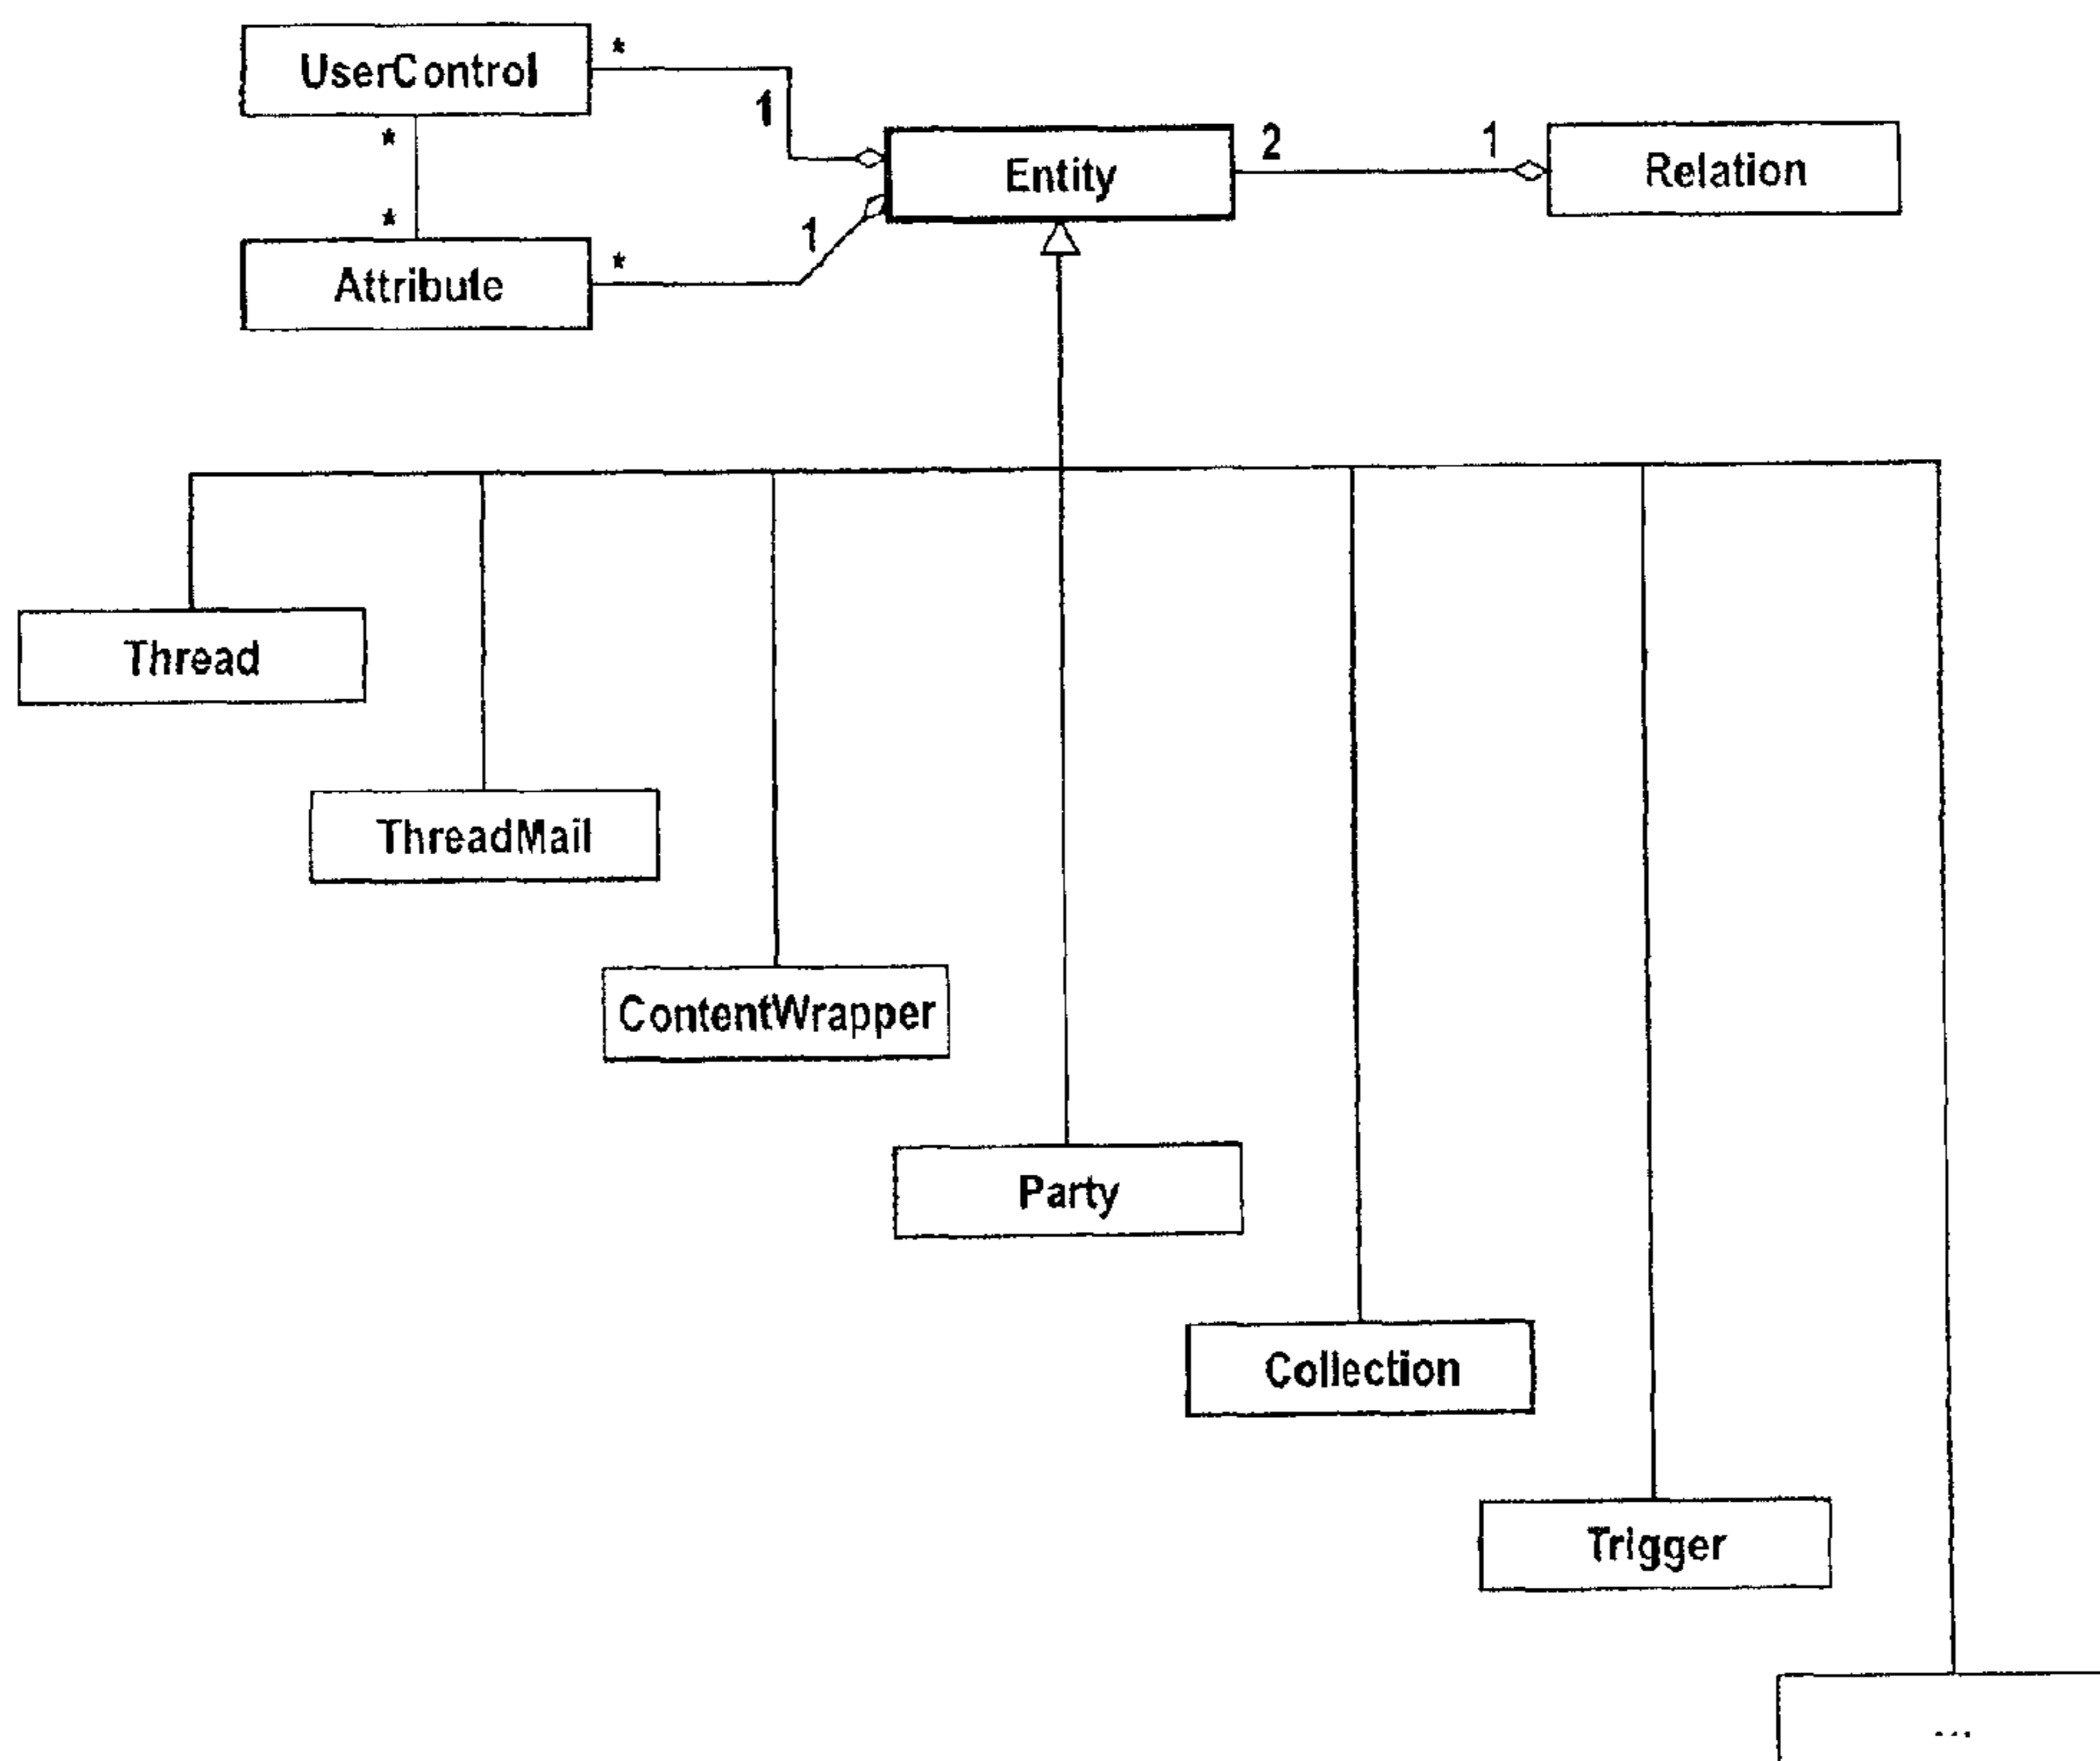 UserControl
*
1
*
*
Attribute
*
1
Entity
2
1
Relation
Thread
ThreadMail
ContentWrapper
Party
Collection
Trigger
...